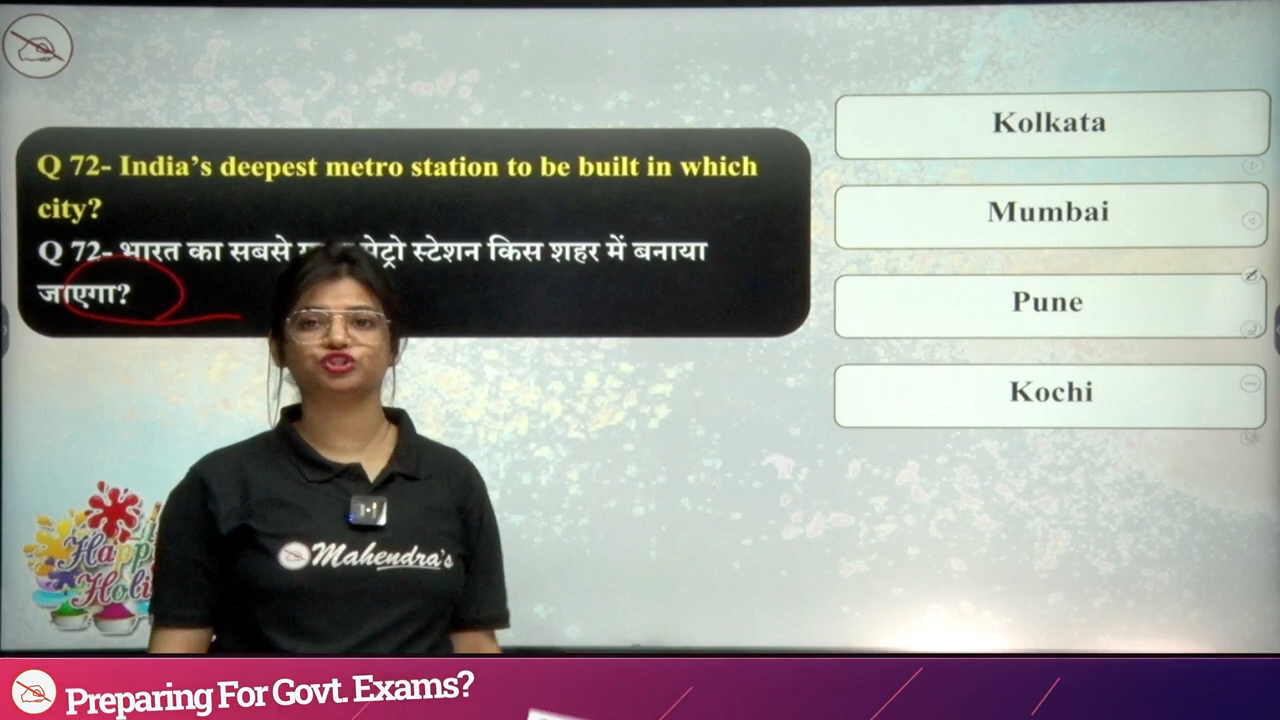 Q 72- India's deepest metro station to be built in which
city?
Q 72- भारत का सबसे मेट्रो स्टेशन किस शहर में बनाया
जाएगा?
Kolkata
Mumbai
Pune
Kochi
Happy
Holi
Mahendra's
Preparing For Govt. Exams?